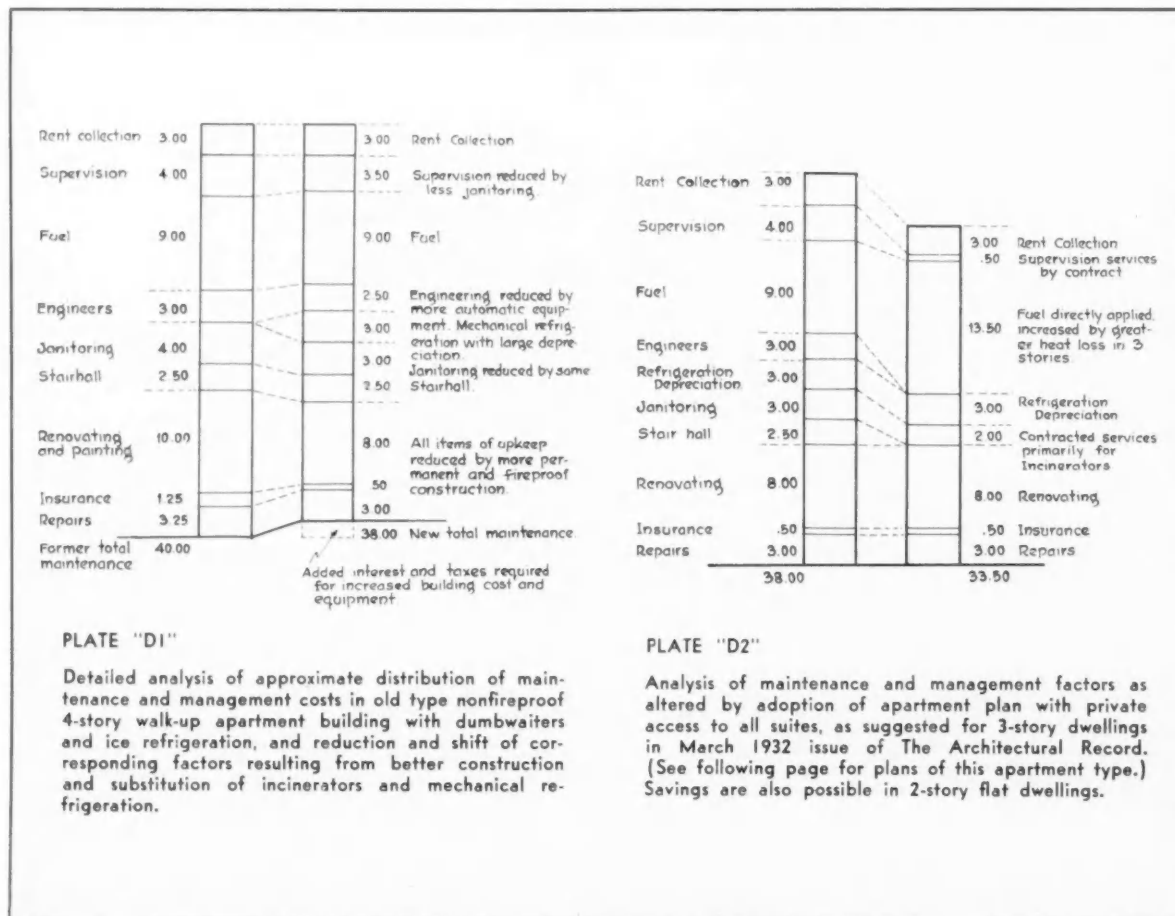 Rent collection 3.00
Supervision 4.00
Fuel 9.00
Engineers 3.00
Janitoring 4.00
Stairhall 2.50
Renovating and painting 10.00
Insurance 1.25
Repairs 3.25
Former total maintenance 40.00
3.00 Rent Collection
3.50 Supervision reduced by
less janitoring.
9.00 Fuel
2.50 Engineering reduced by
more automatic equip-
3.00 ment. Mechanical refrig-
eration with large depre-
ciation.
3.00 Janitoring reduced by same
2.50 Stairhall.
8.00 All items of upkeep
reduced by more per-
manent and fireproof
.50 construction.
3.00
38.00 New total maintenance.
Added interest and taxes required
for increased building cost and
equipment
PLATE "D1"
Detailed analysis of approximate distribution of main-
tenance and management costs in old type nonfireproof
4-story walk-up apartment building with dumbwaiters
and ice refrigeration, and reduction and shift of cor-
responding factors resulting from better construction
and substitution of incinerators and mechanical re-
frigeration.
Rent Collection 3.00
Supervision 4.00
Fuel 9.00
Engineers 3.00
Refrigeration
Depreciation 3.00
Janitoring 3.00
Stair hall 2.50
Renovating 8.00
Insurance .50
Repairs 3.00
38.00
3.00 Rent Collection
.50 Supervision services
by contract
Fuel directly applied,
13.50 increased by great-
er heat loss in 3
stories.
3.00 Refrigeration
Depreciation
2.00 Contracted services
primarily for
Incinerators
8.00 Renovating
.50 Insurance
3.00 Repairs
33.50
PLATE "D2"
Analysis of maintenance and management factors as
altered by adoption of apartment plan with private
access to all suites, as suggested for 3-story dwellings
in March 1932 issue of The Architectural Record.
(See following page for plans of this apartment type.)
Savings are also possible in 2-story flat dwellings.